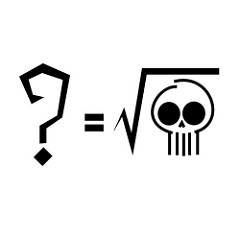 ? = √